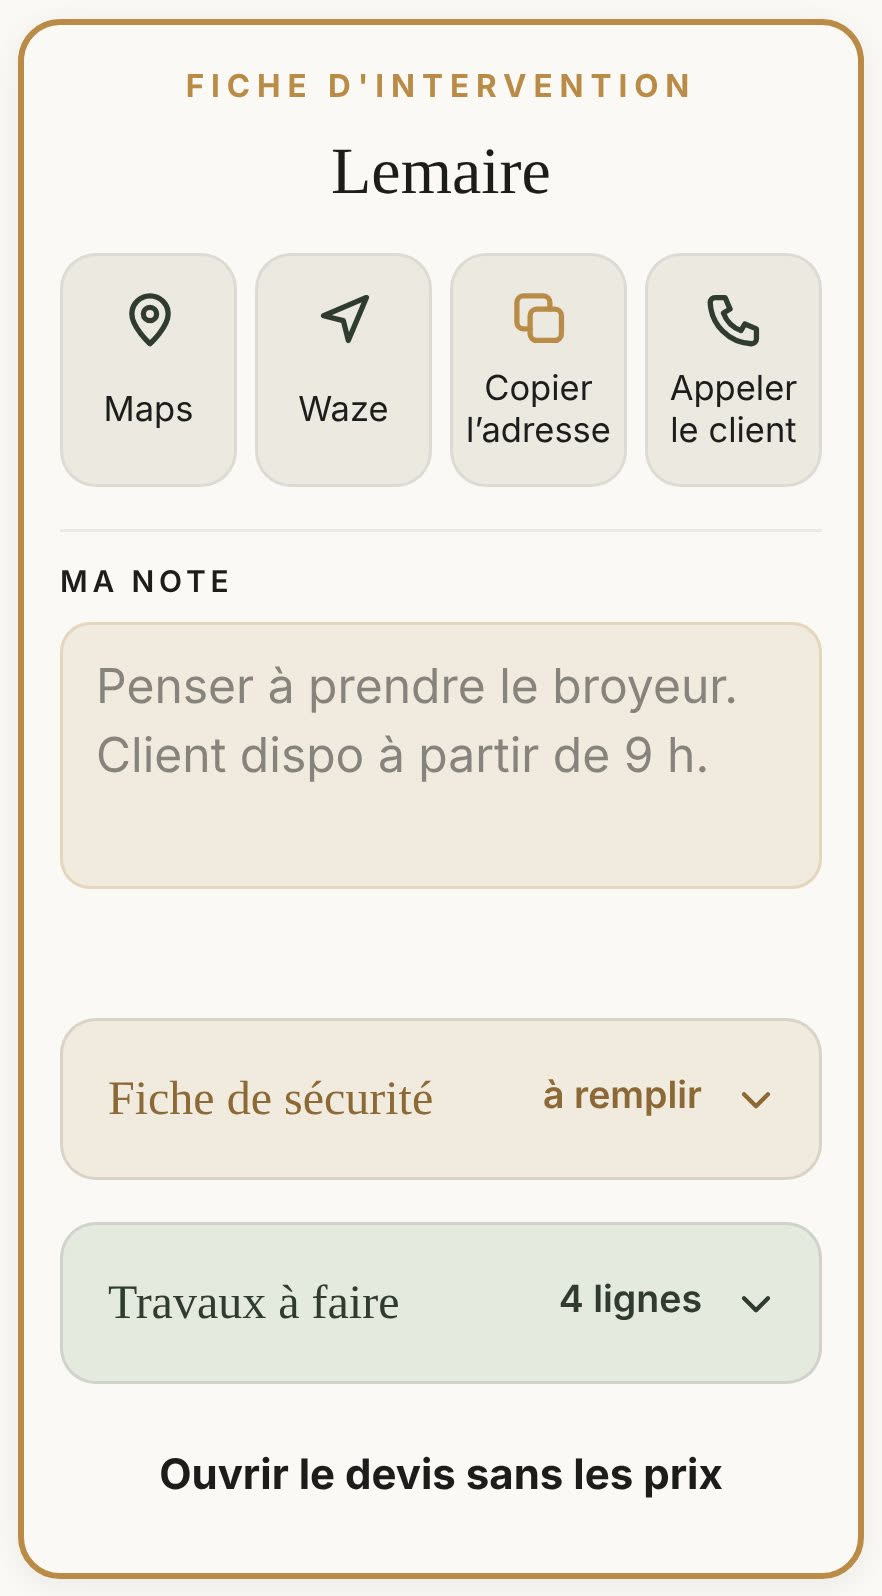 FICHE D'INTERVENTION
Lemaire
Maps
Waze
Copier
l’adresse
Appeler
le client
MA NOTE
Penser à prendre le broyeur.
Client dispo à partir de 9 h.
Fiche de sécurité à remplir
Travaux à faire 4 lignes
Ouvrir le devis sans les prix